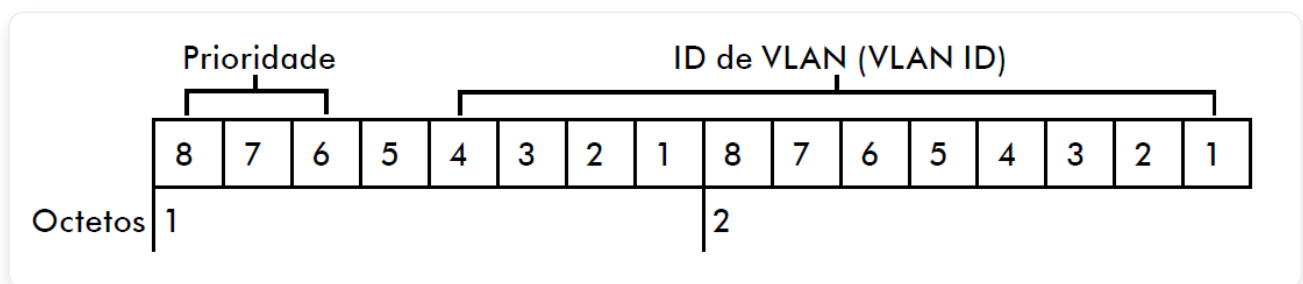 Prioridade
ID de VLAN (VLAN ID)
8 7 6 5 4 3 2 1 8 7 6 5 4 3 2 1
Octetos 1 2